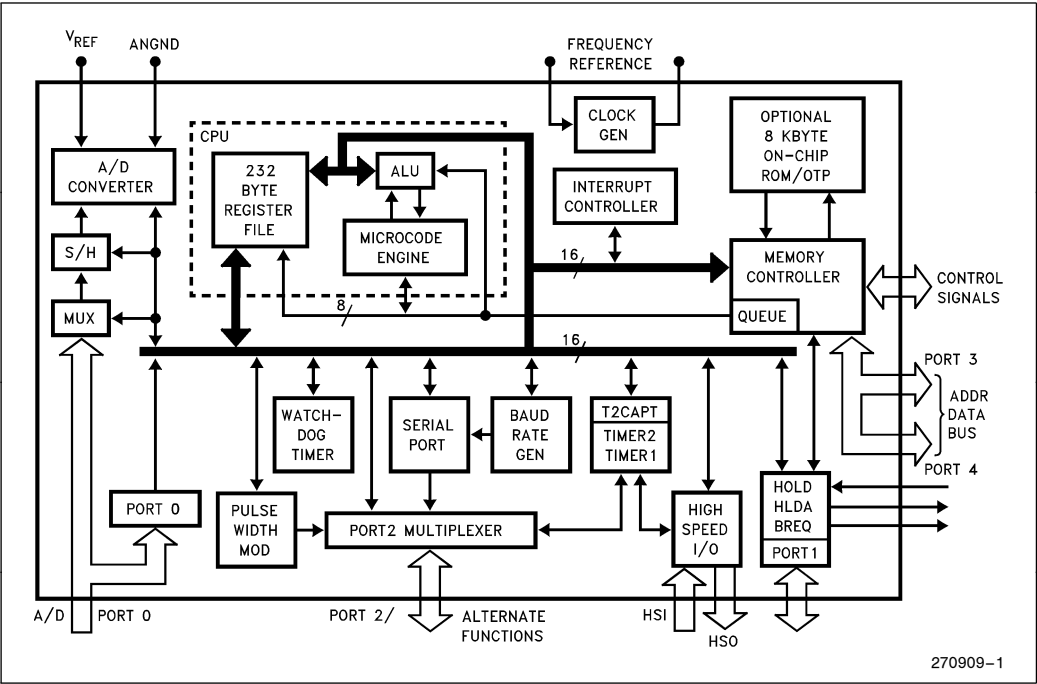 VREF
ANGND
FREQUENCY
REFERENCE
CLOCK
GEN
OPTIONAL
8 KBYTE
ON-CHIP
ROM/OTP
CPU
A/D
CONVERTER
232
BYTE
REGISTER
FILE
ALU
INTERRUPT
CONTROLLER
S/H
MICROCODE
ENGINE
16
MEMORY
CONTROLLER
CONTROL
SIGNALS
MUX
8
QUEUE
16
PORT 3
ADDR
DATA
BUS
PORT 4
WATCH-
DOG
TIMER
SERIAL
PORT
BAUD
RATE
GEN
T2CAPT
TIMER2
TIMER1
PORT 0
PULSE
WIDTH
MOD
PORT2 MULTIPLEXER
HIGH
SPEED
I/O
HOLD
HLDA
BREQ
PORT1
A/D
PORT 0
PORT 2/
ALTERNATE
FUNCTIONS
HSI
HSO
270909-1